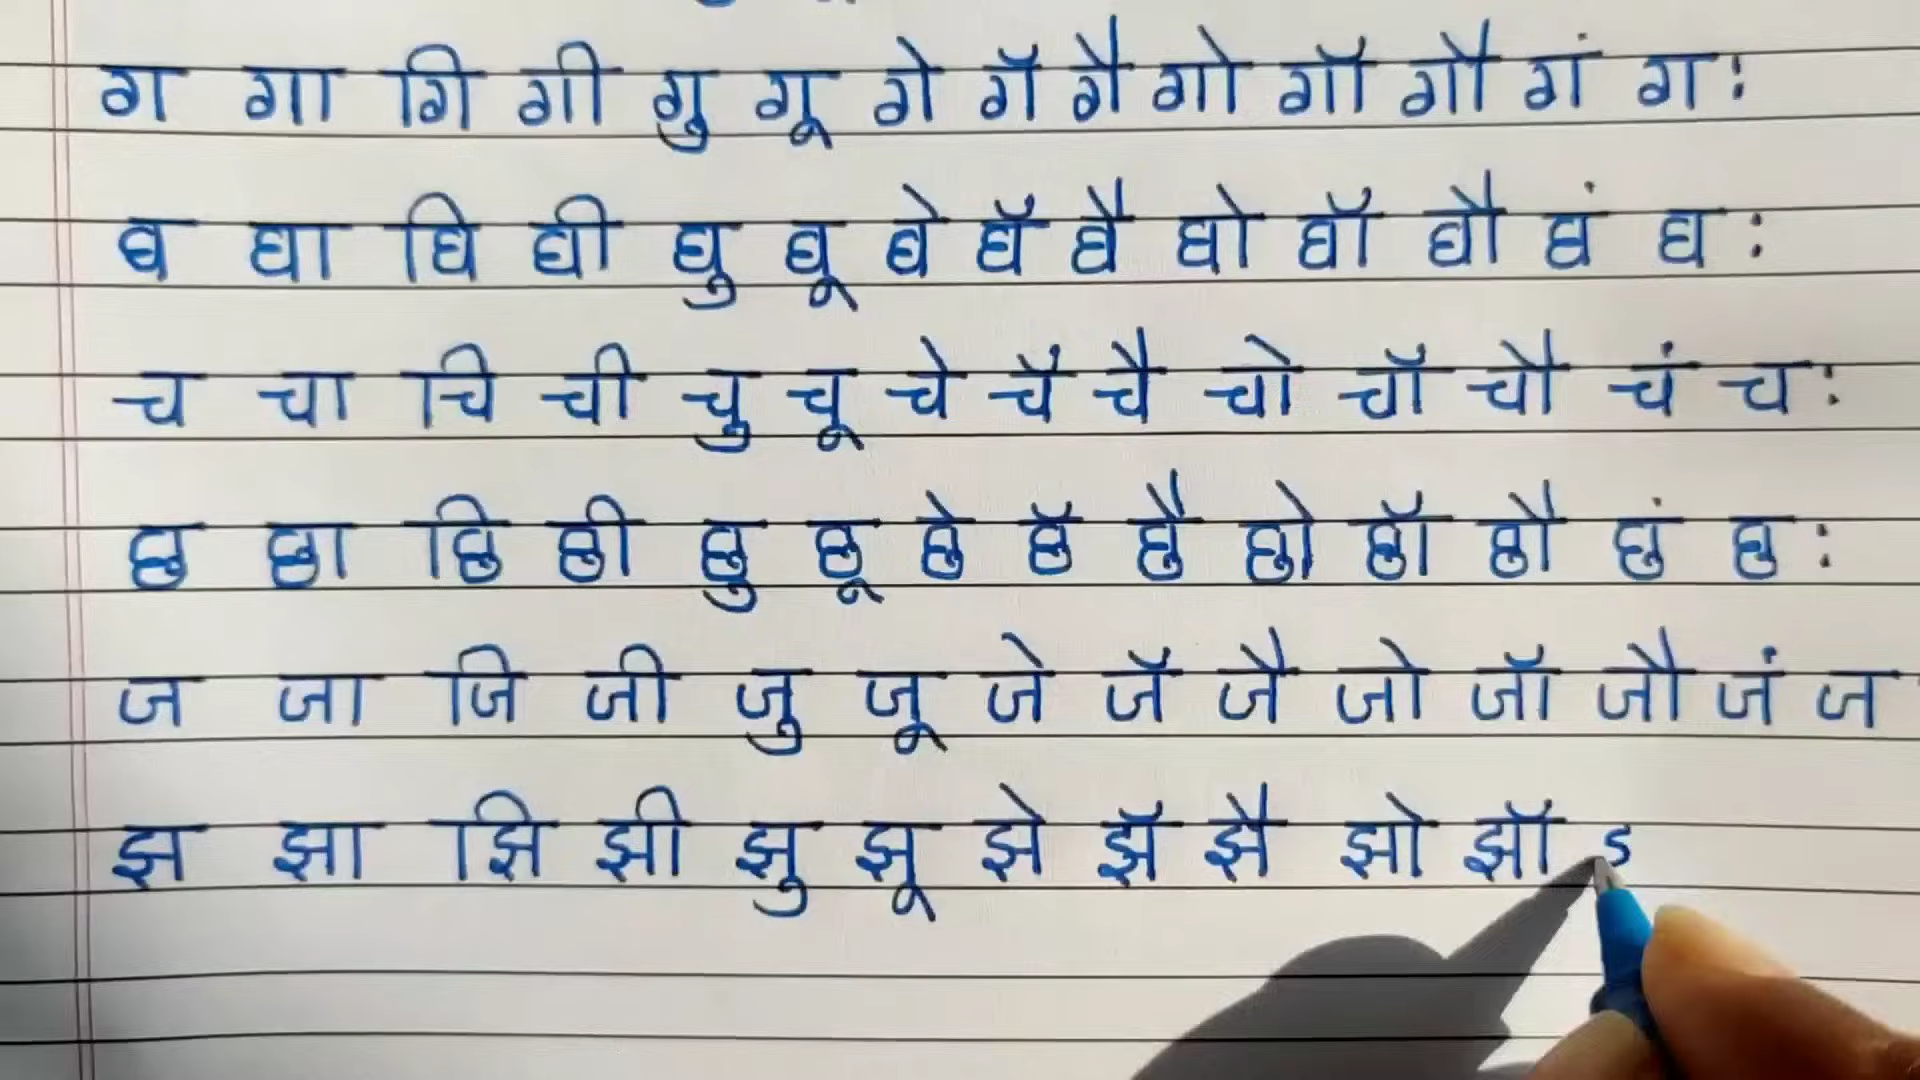 ग गा गि गी गु गू गे गॅ गै गो गॉ गौ गं गः
घ घा घि घी घु घू घे घॅ घै घो घॉ घौ घं घः
च चा चि ची चु चू चे चॅ चै चो चॉ चौ चं चः
छ छा छि छी छु छू छे छॅ छै छो छॉ छौ छं छः
ज जा जि जी जु जू जे जॅ जै जो जॉ जौ जं ज
झ झा झि झी झु झू झे झॅ झै झो झॉ